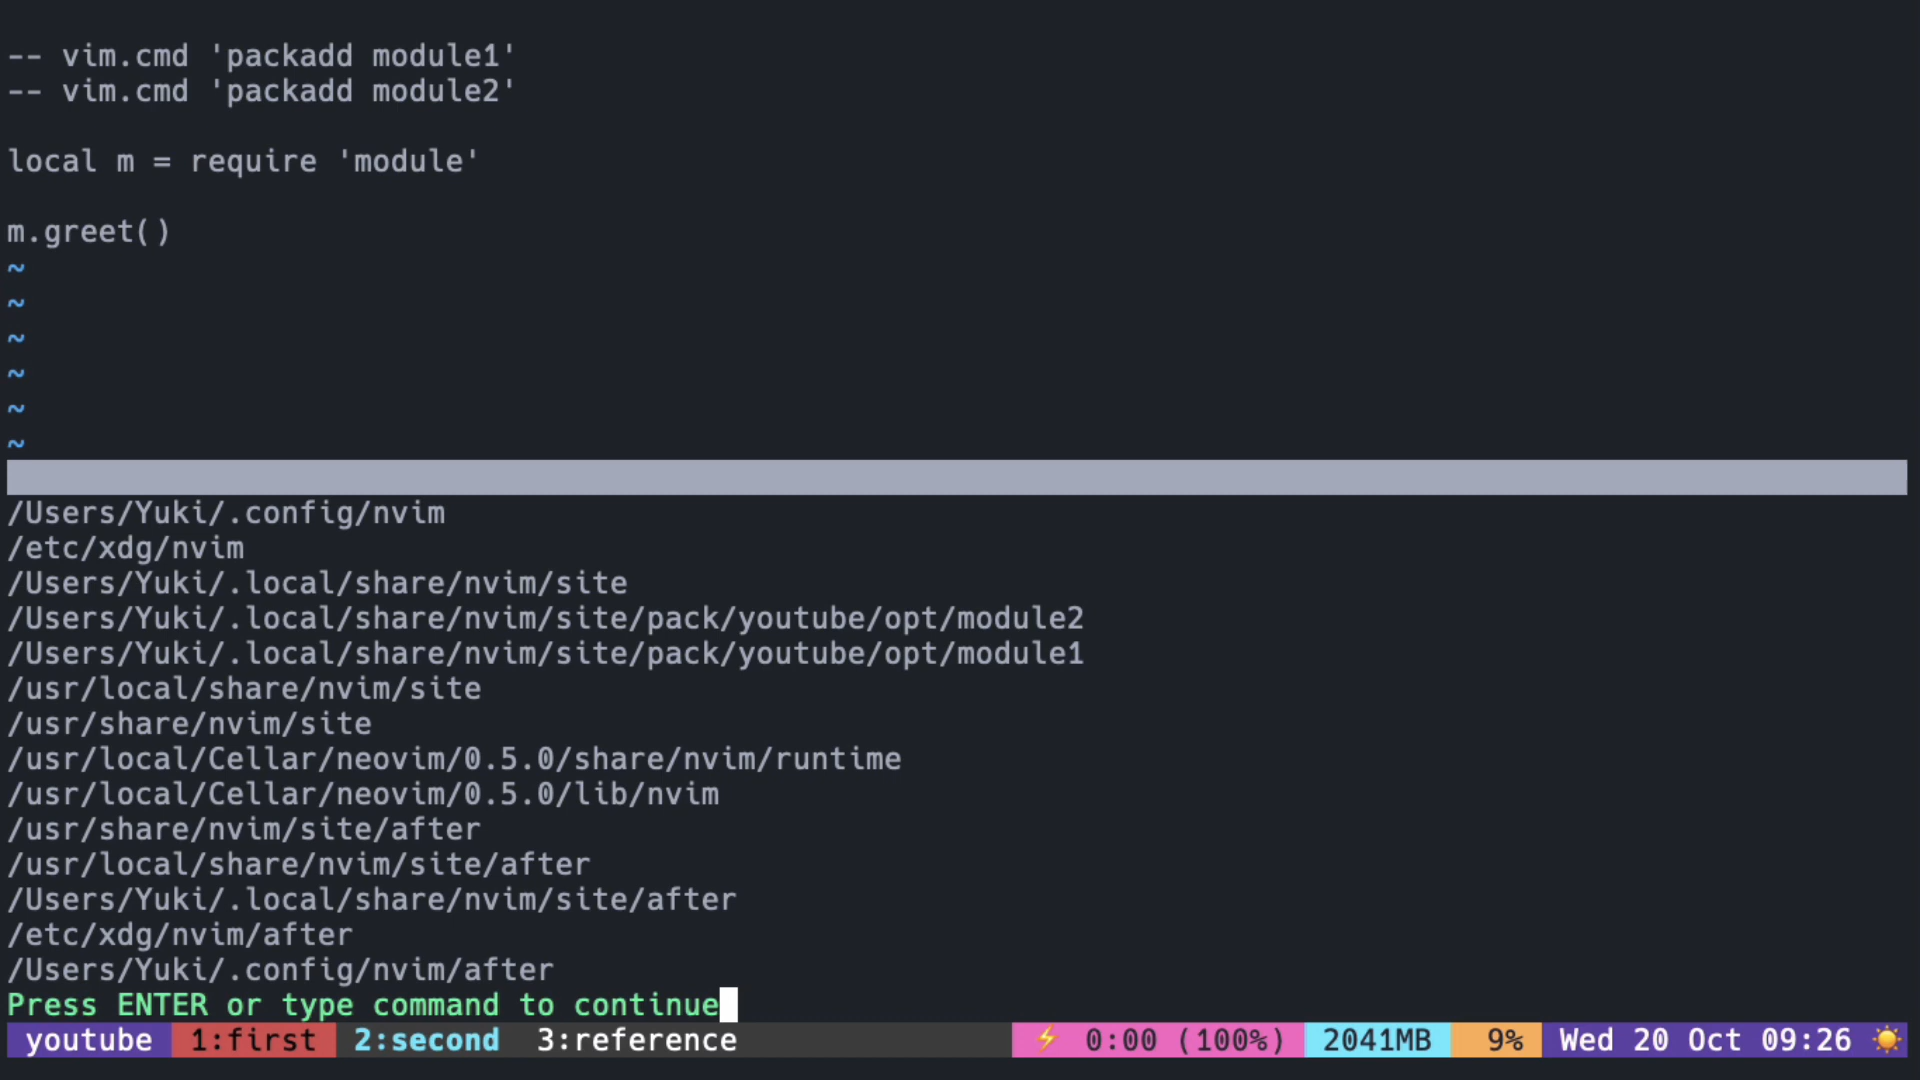 -- vim.cmd 'packadd module1'
-- vim.cmd 'packadd module2'
local m = require 'module'
m.greet()
~
~
~
~
~
~
/Users/Yuki/.config/nvim
/etc/xdg/nvim
/Users/Yuki/.local/share/nvim/site
/Users/Yuki/.local/share/nvim/site/pack/youtube/opt/module2
/Users/Yuki/.local/share/nvim/site/pack/youtube/opt/module1
/usr/local/share/nvim/site
/usr/share/nvim/site
/usr/local/Cellar/neovim/0.5.0/share/nvim/runtime
/usr/local/Cellar/neovim/0.5.0/lib/nvim
/usr/share/nvim/site/after
/usr/local/share/nvim/site/after
/Users/Yuki/.local/share/nvim/site/after
/etc/xdg/nvim/after
/Users/Yuki/.config/nvim/after
Press ENTER or type command to continue
youtube 1:first 2:second 3:reference ⚡ 0:00 (100%) 2041MB 9% Wed 20 Oct 09:26 ☀️